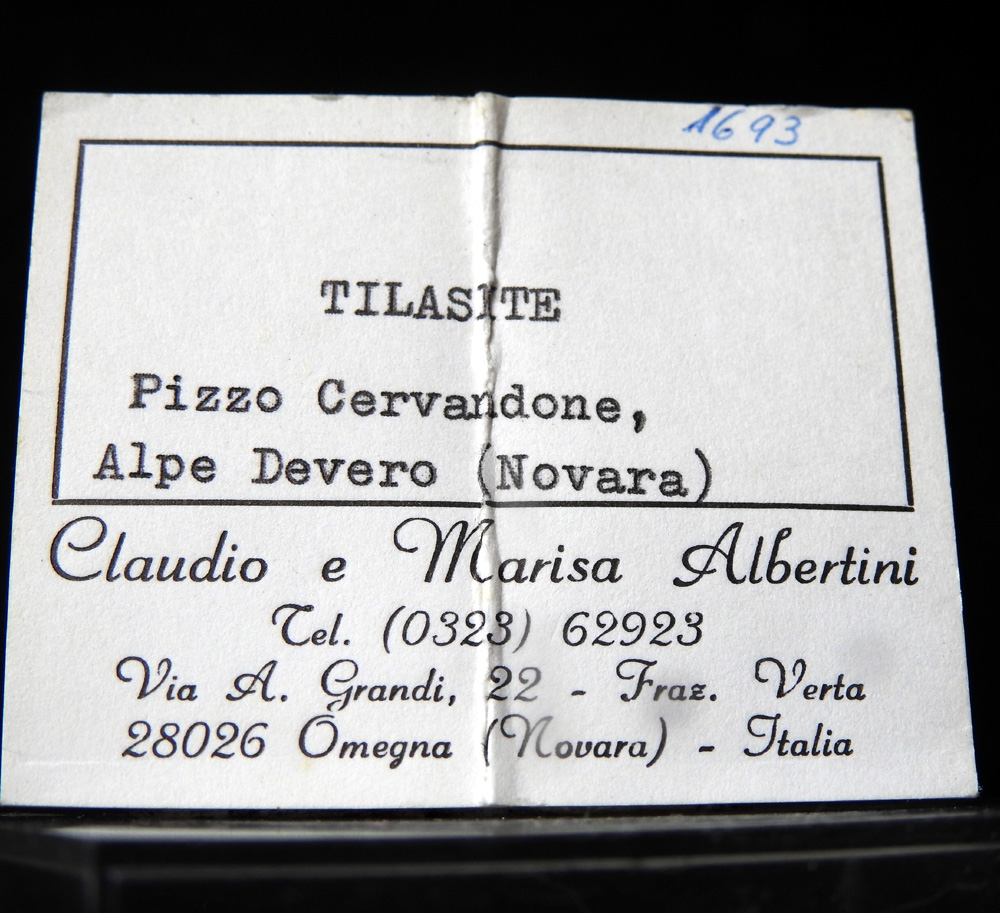 1693
TILASITE
Pizzo Cervandone,
Alpe Devero (Novara)
Claudio e Marisa Albertini
Tel. (0323) 62923
Via A. Grandi, 22 - Fraz. Verta
28026 Omegna (Novara) - Italia